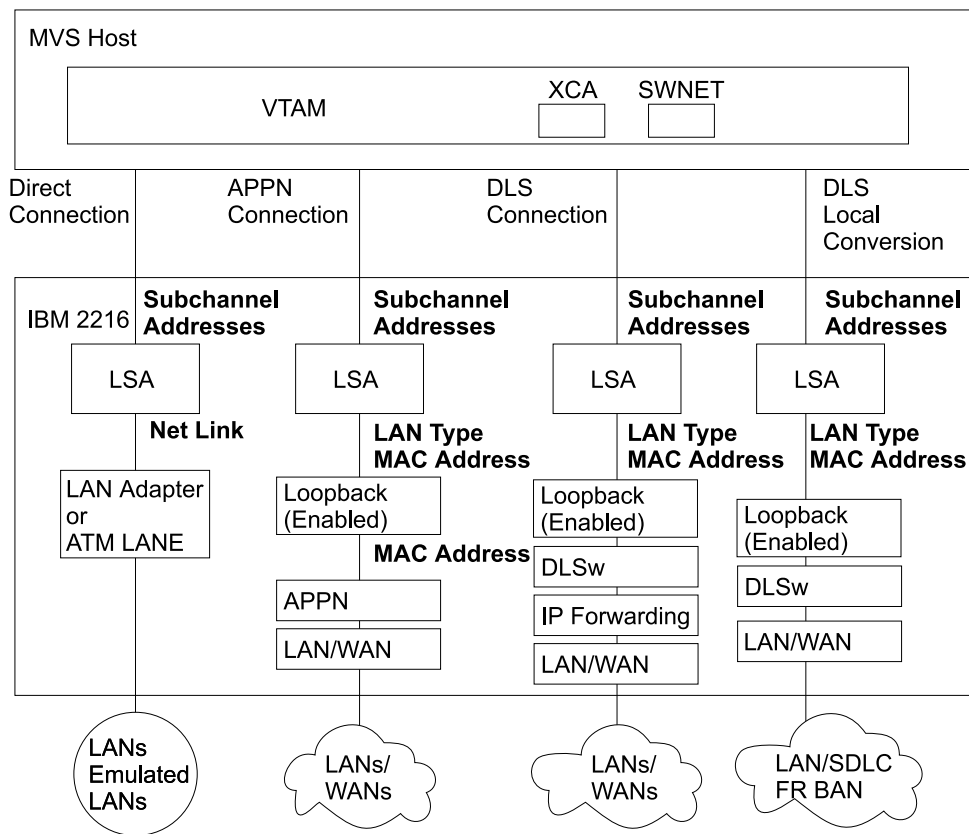 MVS Host
XCA
SWNET
VTAM
Direct
Connection
APPN
Connection
DLS
Connection
DLS
Local
Conversion
IBM 2216
Subchannel
Addresses
Subchannel
Addresses
Subchannel
Addresses
Subchannel
Addresses
LSA
LSA
LSA
LSA
Net Link
LAN Type
MAC Address
LAN Type
MAC Address
LAN Type
MAC Address
LAN Adapter
or
ATM LANE
Loopback
(Enabled)
MAC Address
APPN
LAN/WAN
Loopback
(Enabled)
DLSw
IP Forwarding
LAN/WAN
Loopback
(Enabled)
DLSw
LAN/WAN
LANs
Emulated
LANs
LANs/
WANs
LANs/
WANs
LAN/SDLC
FR BAN